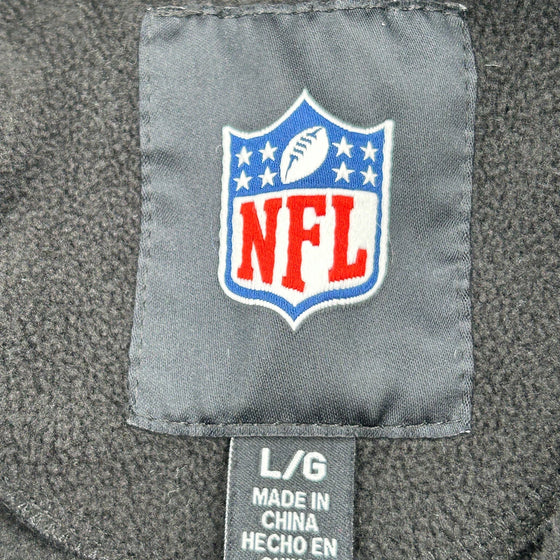 NFL
L/G
MADE IN
CHINA
HECHO EN